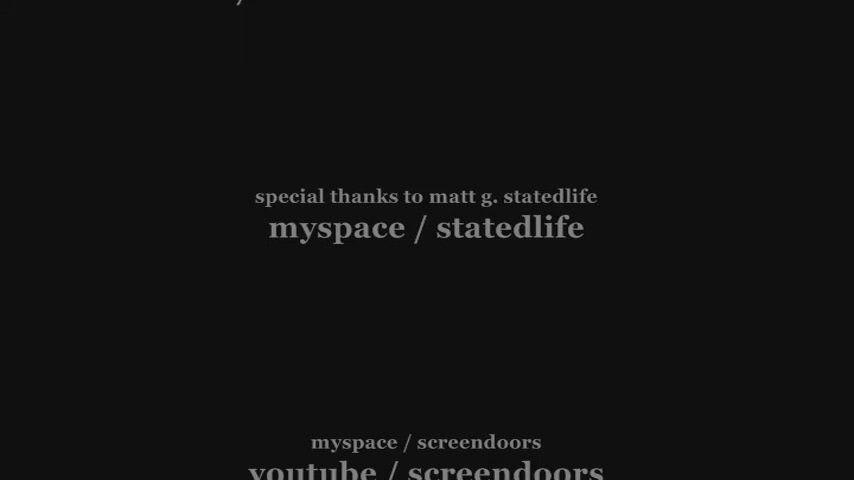 special thanks to matt g. statedlife
myspace / statedlife
myspace / screendoors
youtube / screendoors